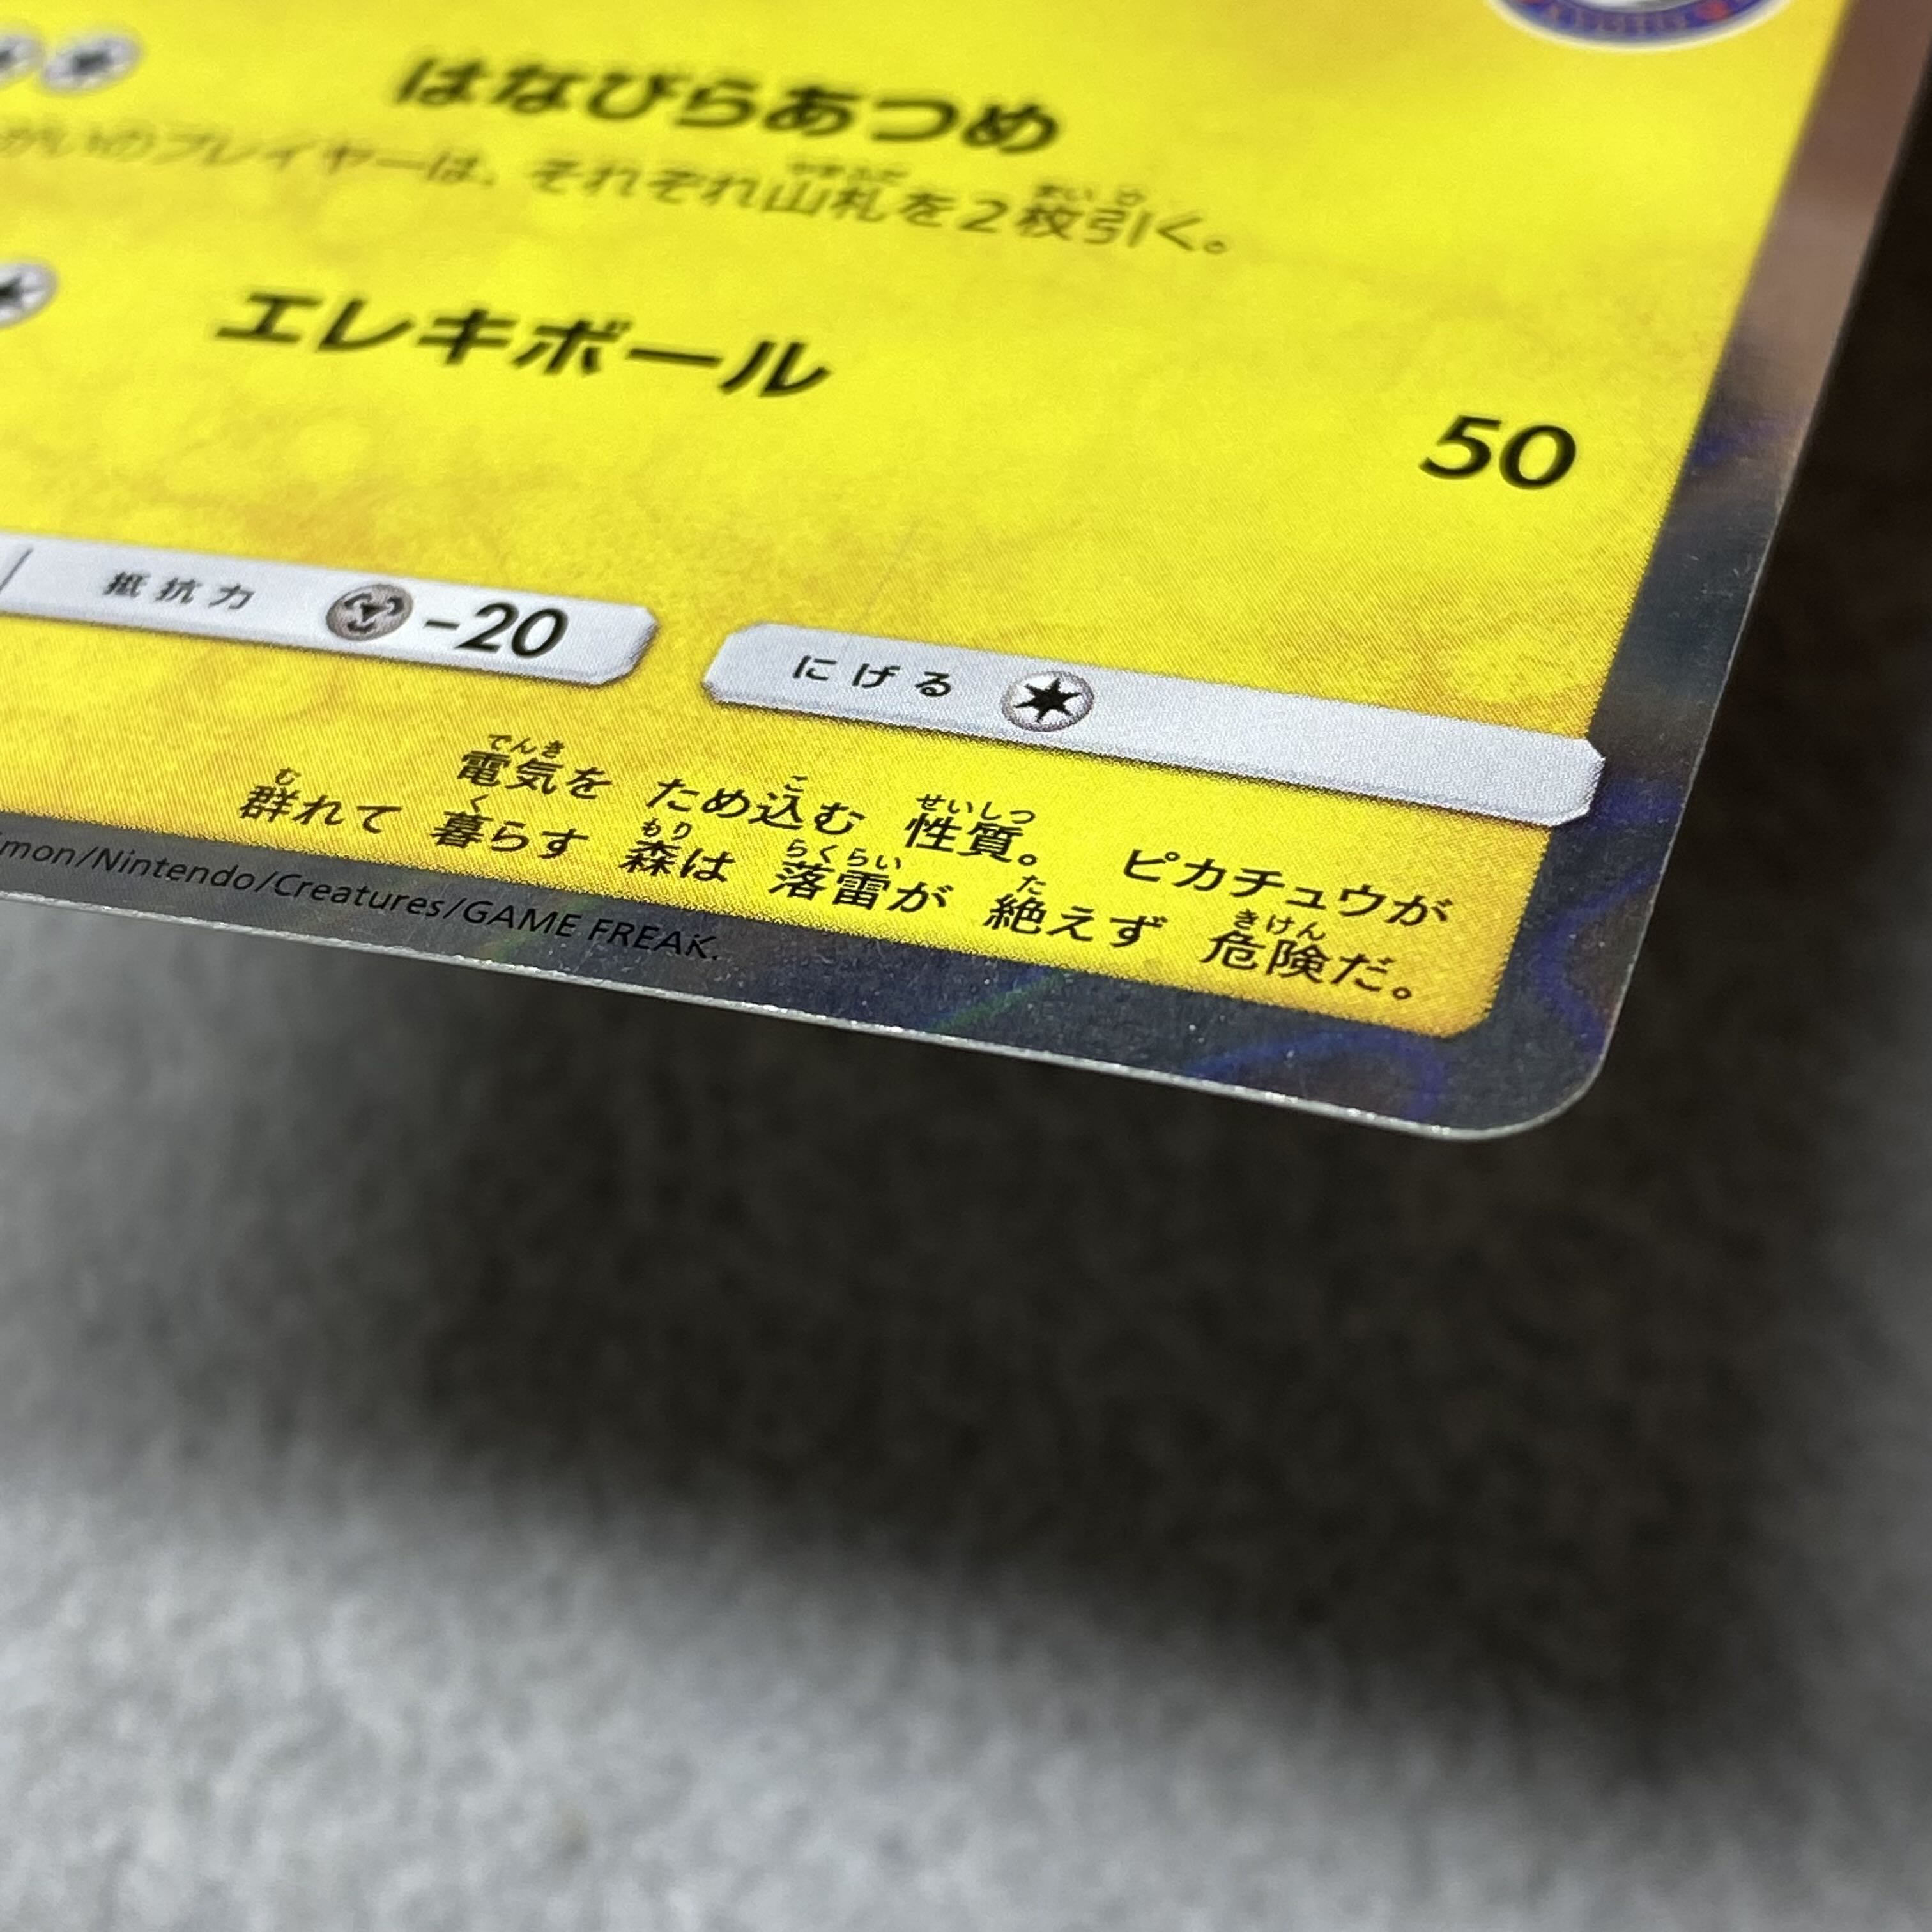 はなびらあつめ
がいのプレイヤーは、それぞれ山札を2枚引く。
エレキボール
50
抵抗力 -20
にげる
電気を ため込む 性質。 ピカチュウが
群れて 暮らす 森は 落雷が 絶えず 危険だ。
mon/Nintendo/Creatures/GAME FREAK.